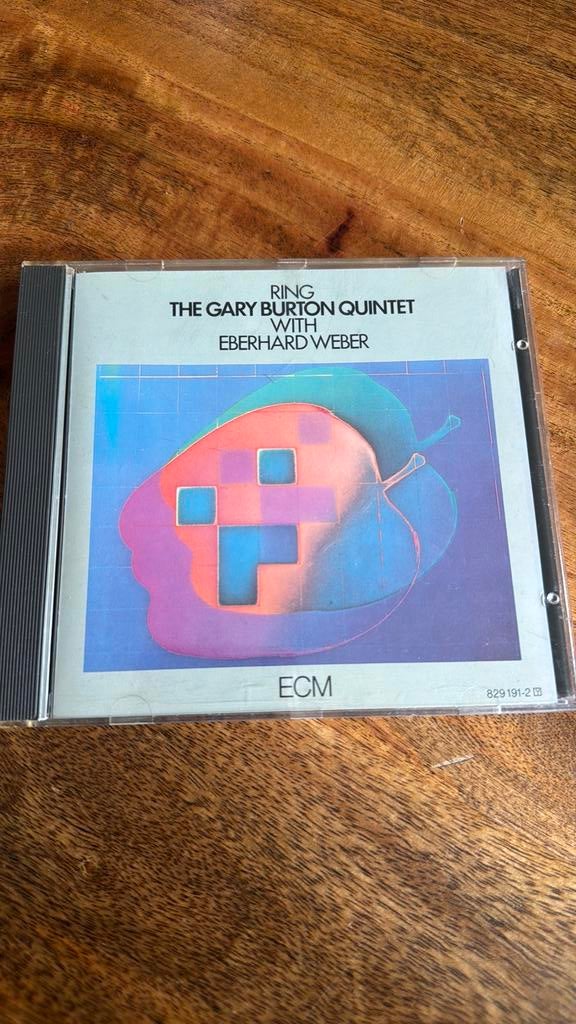 RING
THE GARY BURTON QUINTET
WITH
EBERHARD WEBER
ECM
829 191-2